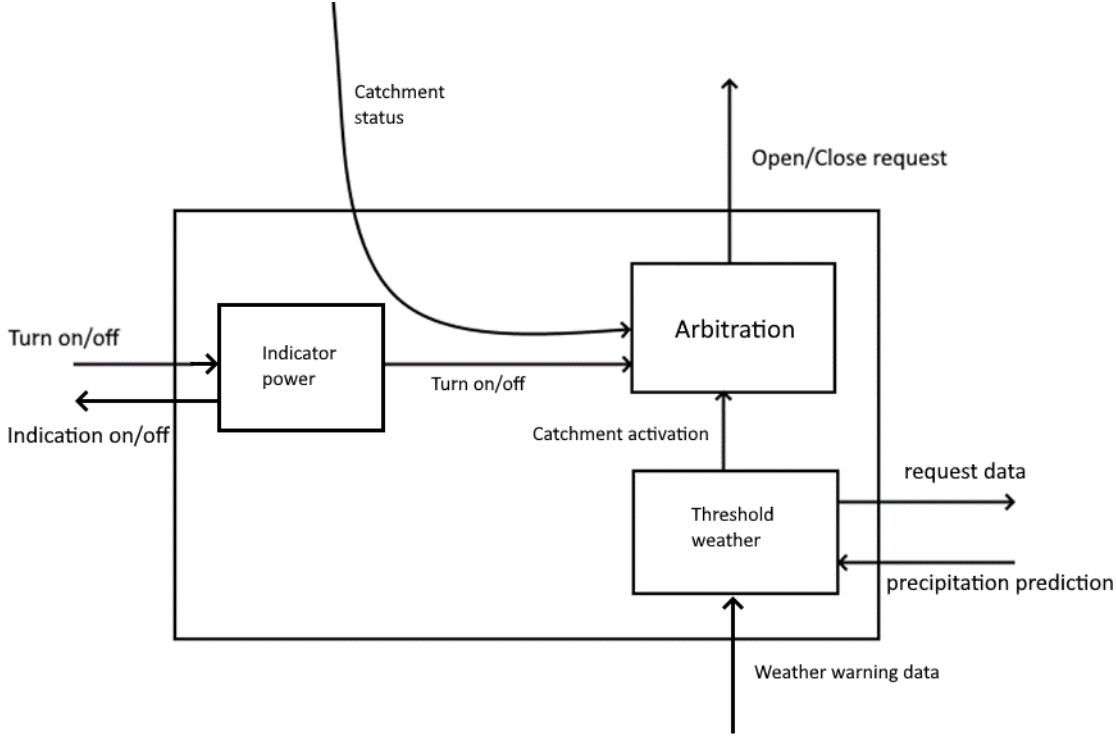 Catchment
status
Open/Close request
Turn on/off
Indicator
power
Arbitration
Turn on/off
Indication on/off
Catchment activation
request data
Threshold
weather
precipitation prediction
Weather warning data